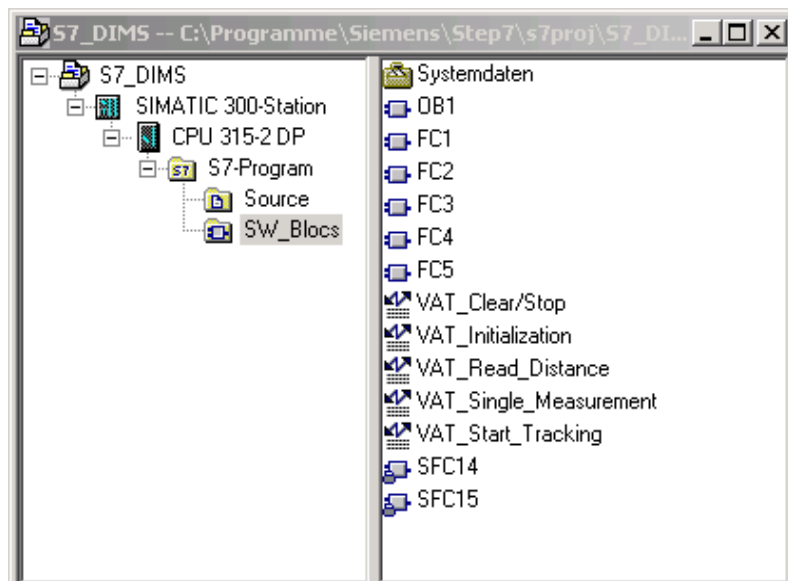 S7_DIMS -- C:\Programme\Siemens\Step7\s7proj\S7_DI...
S7_DIMS
SIMATIC 300-Station
CPU 315-2 DP
S7-Program
Source
SW_Blocs
Systemdaten
OB1
FC1
FC2
FC3
FC4
FC5
VAT_Clear/Stop
VAT_Initialization
VAT_Read_Distance
VAT_Single_Measurement
VAT_Start_Tracking
SFC14
SFC15